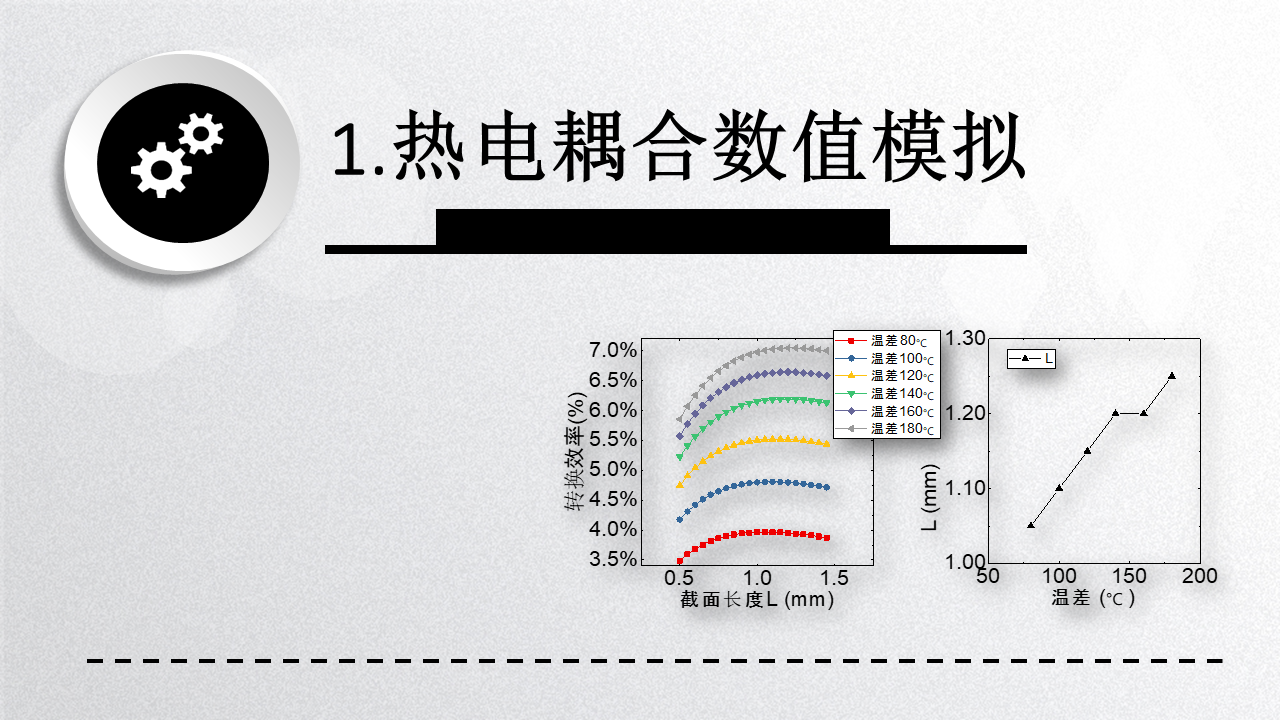 1.热电耦合数值模拟
7.0%
6.5%
6.0%
5.5%
5.0%
4.5%
4.0%
3.5%
转换效率(%)
0.5 1.0 1.5
截面长度L (mm)
温差80℃
温差100℃
温差120℃
温差140℃
温差160℃
温差180℃
1.30
1.20
1.10
1.00
L (mm)
L
50 100 150 200
温差 (℃)